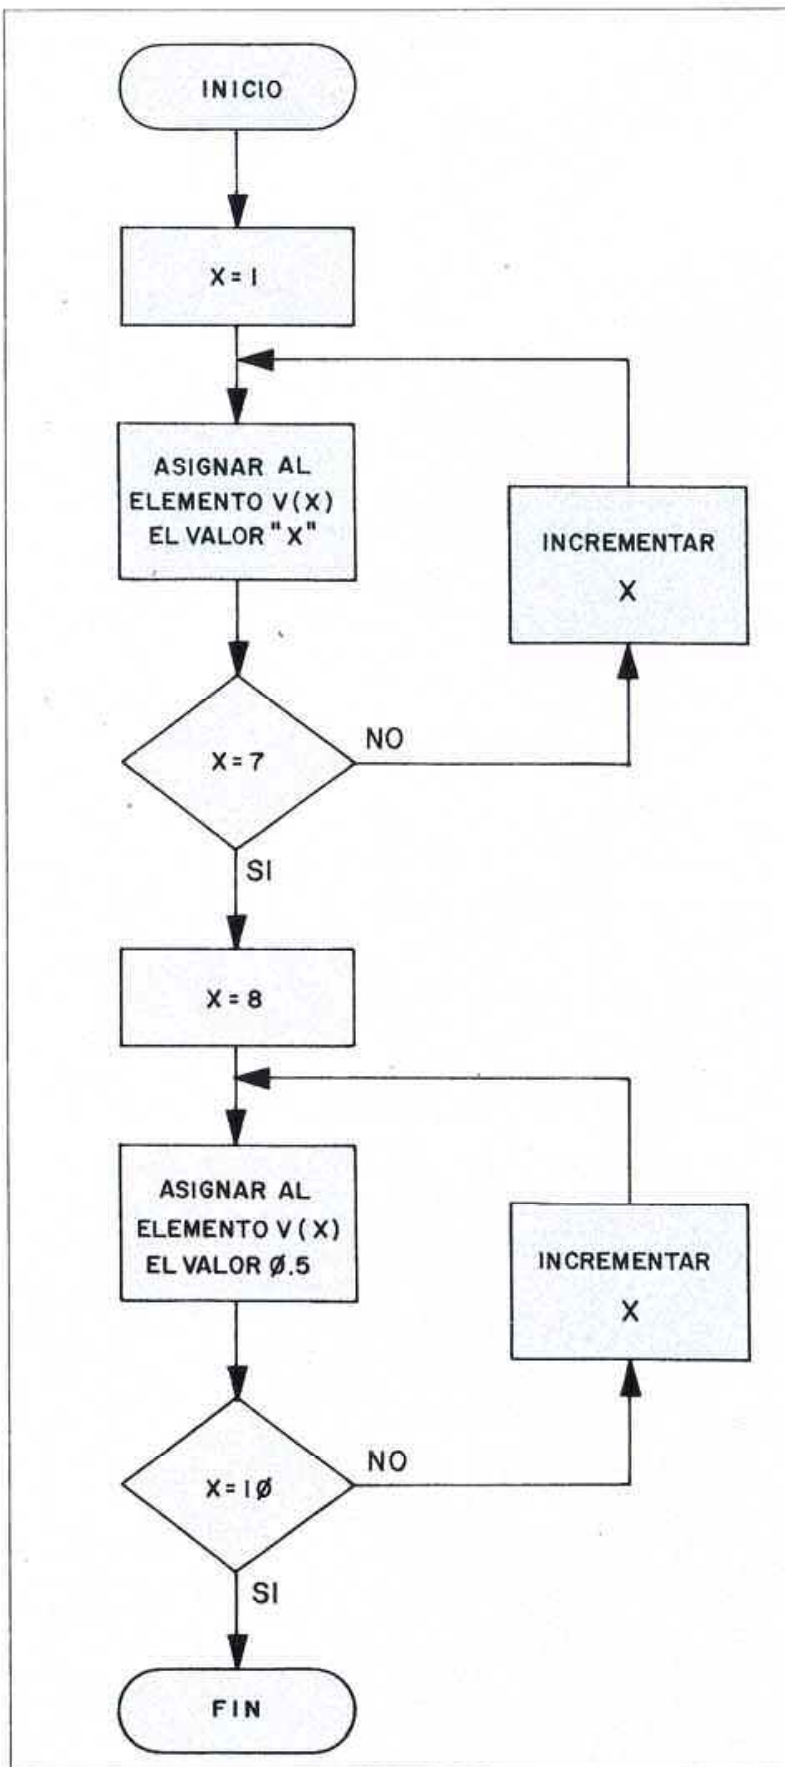 INICIO
X = 1
ASIGNAR AL
ELEMENTO V(X)
EL VALOR "X"
INCREMENTAR
X
X = 7
NO
SI
X = 8
ASIGNAR AL
ELEMENTO V(X)
EL VALOR Ø.5
INCREMENTAR
X
X = 1Ø
NO
SI
FIN